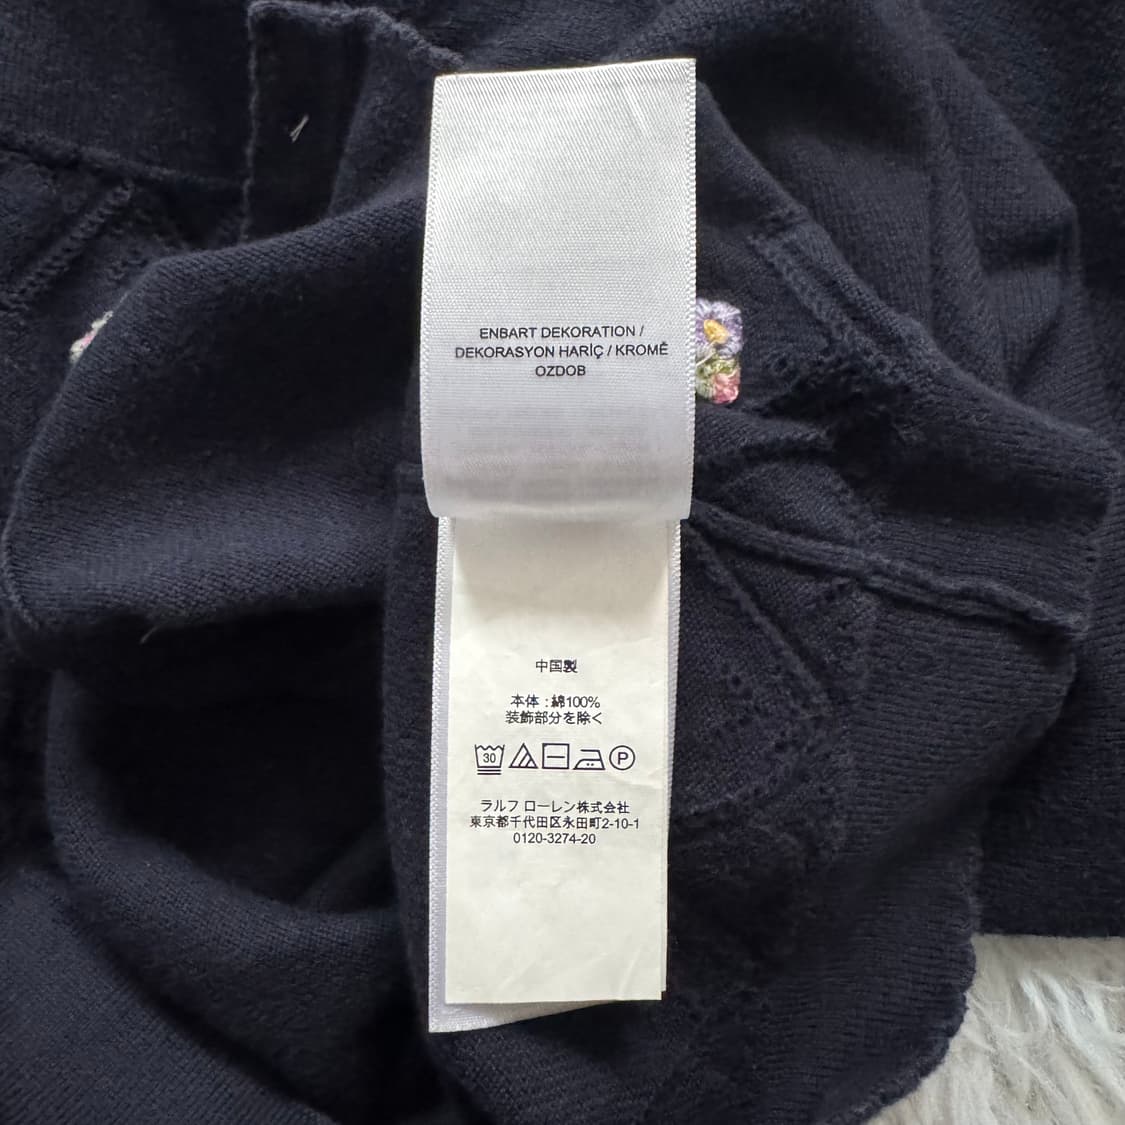 ENBART DEKORATION /
DEKORASYON HARİÇ / KROMĚ
OZDOB
中国製
本体 : 綿100%
装飾部分を除く
30
P
ラルフ ローレン株式会社
東京都千代田区永田町2-10-1
0120-3274-20